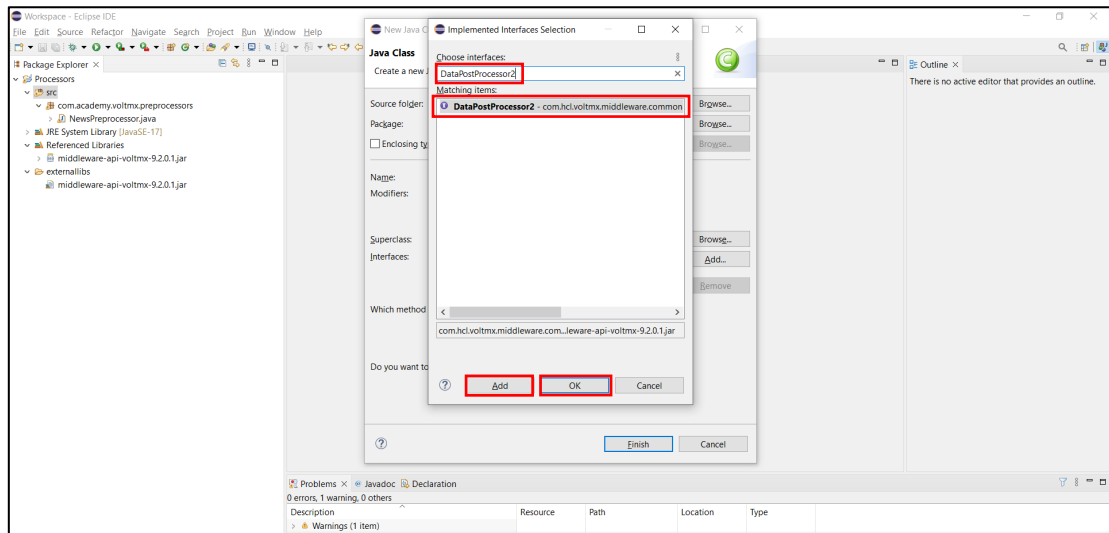 Workspace - Eclipse IDE
File Edit Source Refactor Navigate Search Project Run Window Help
Package Explorer
Processors
src
com.academy.voltmx.preprocessors
NewsPreprocessor.java
JRE System Library [JavaSE-17]
Referenced Libraries
middleware-api-voltmx-9.2.0.1.jar
externallibs
middleware-api-voltmx-9.2.0.1.jar
New Java C
Java Class
Create a new J
Source folder:
Browse...
Package:
Browse...
Enclosing ty
Browse...
Name:
Modifiers:
Superclass:
Browse...
Interfaces:
Add...
Remove
Which method
Do you want to
Finish
Cancel
Implemented Interfaces Selection
Choose interfaces:
DataPostProcessor2
Matching items:
DataPostProcessor2 - com.hcl.voltmx.middleware.common
com.hcl.voltmx.middleware.com...leware-api-voltmx-9.2.0.1.jar
Add
OK
Cancel
Outline
There is no active editor that provides an outline.
Problems Javadoc Declaration
0 errors, 1 warning, 0 others
Description Resource Path Location Type
Warnings (1 item)